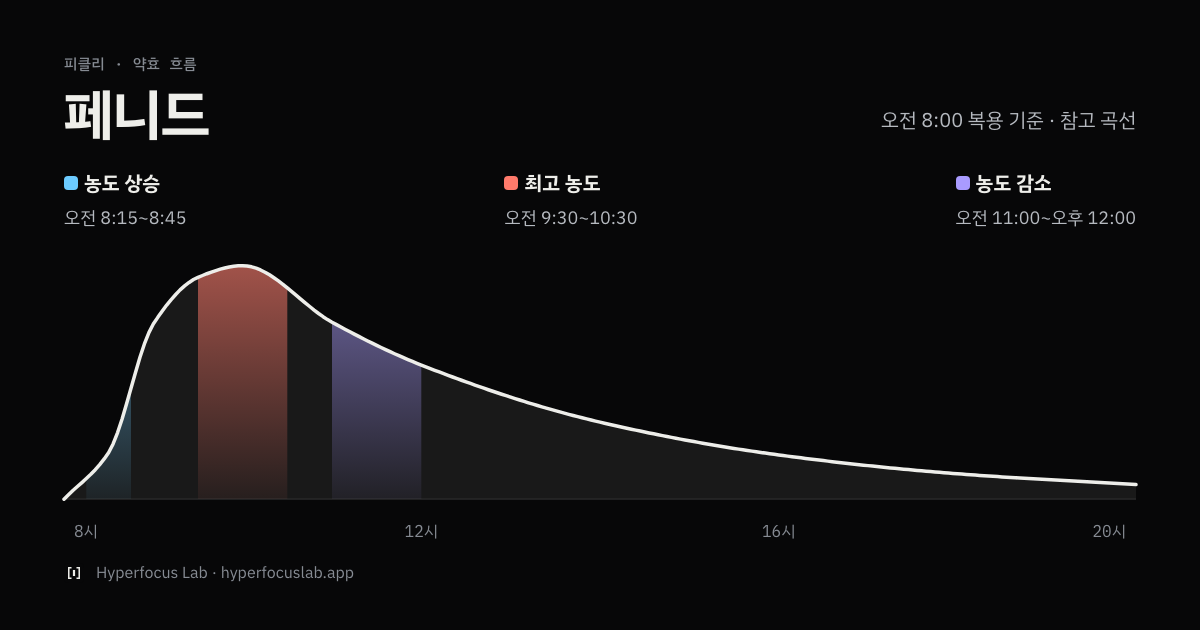 피클리 · 약효 흐름
페니드
오전 8:00 복용 기준 · 참고 곡선
농도 상승
오전 8:15~8:45
최고 농도
오전 9:30~10:30
농도 감소
오전 11:00~오후 12:00
8시
12시
16시
20시
Hyperfocus Lab · hyperfocuslab.app